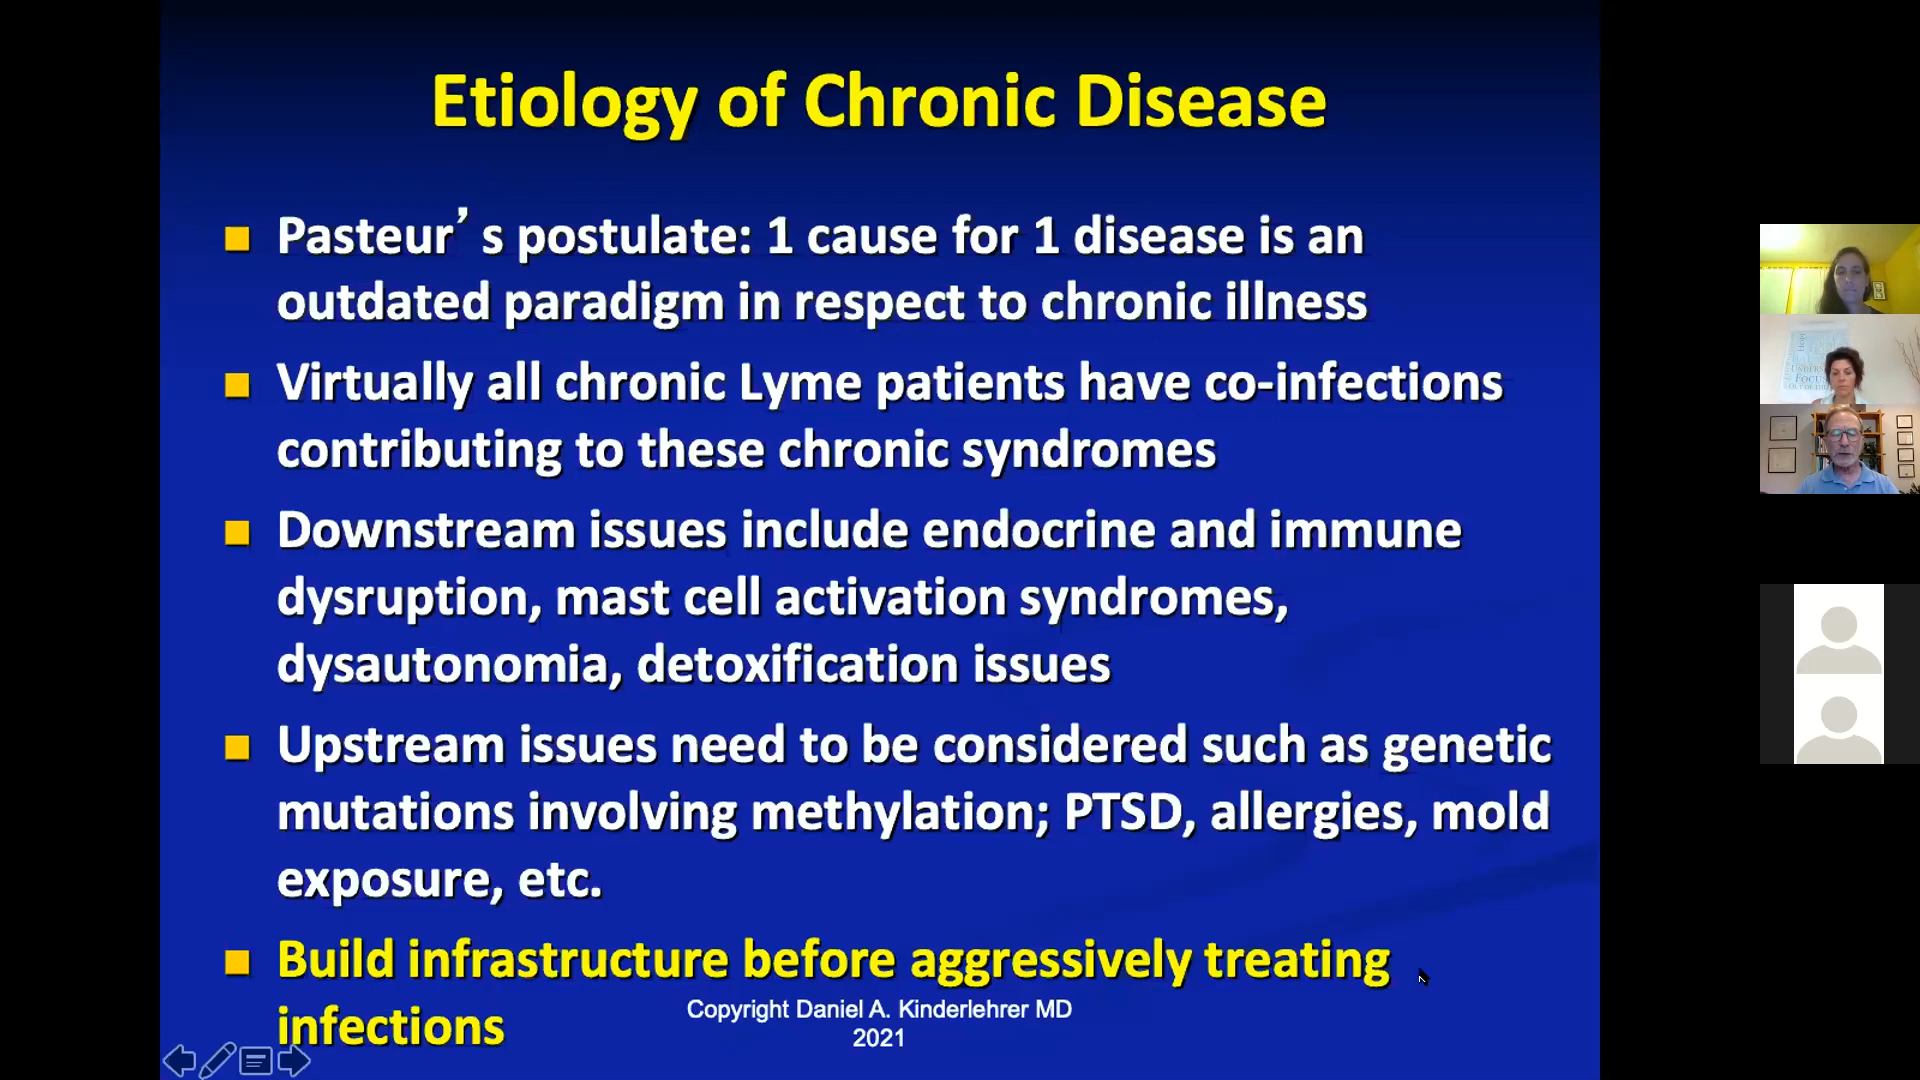 Etiology of Chronic Disease
Pasteur’s postulate: 1 cause for 1 disease is an
outdated paradigm in respect to chronic illness
Virtually all chronic Lyme patients have co-infections
contributing to these chronic syndromes
Downstream issues include endocrine and immune
dysruption, mast cell activation syndromes,
dysautonomia, detoxification issues
Upstream issues need to be considered such as genetic
mutations involving methylation; PTSD, allergies, mold
exposure, etc.
Build infrastructure before aggressively treating
infections
Copyright Daniel A. Kinderlehrer MD
2021